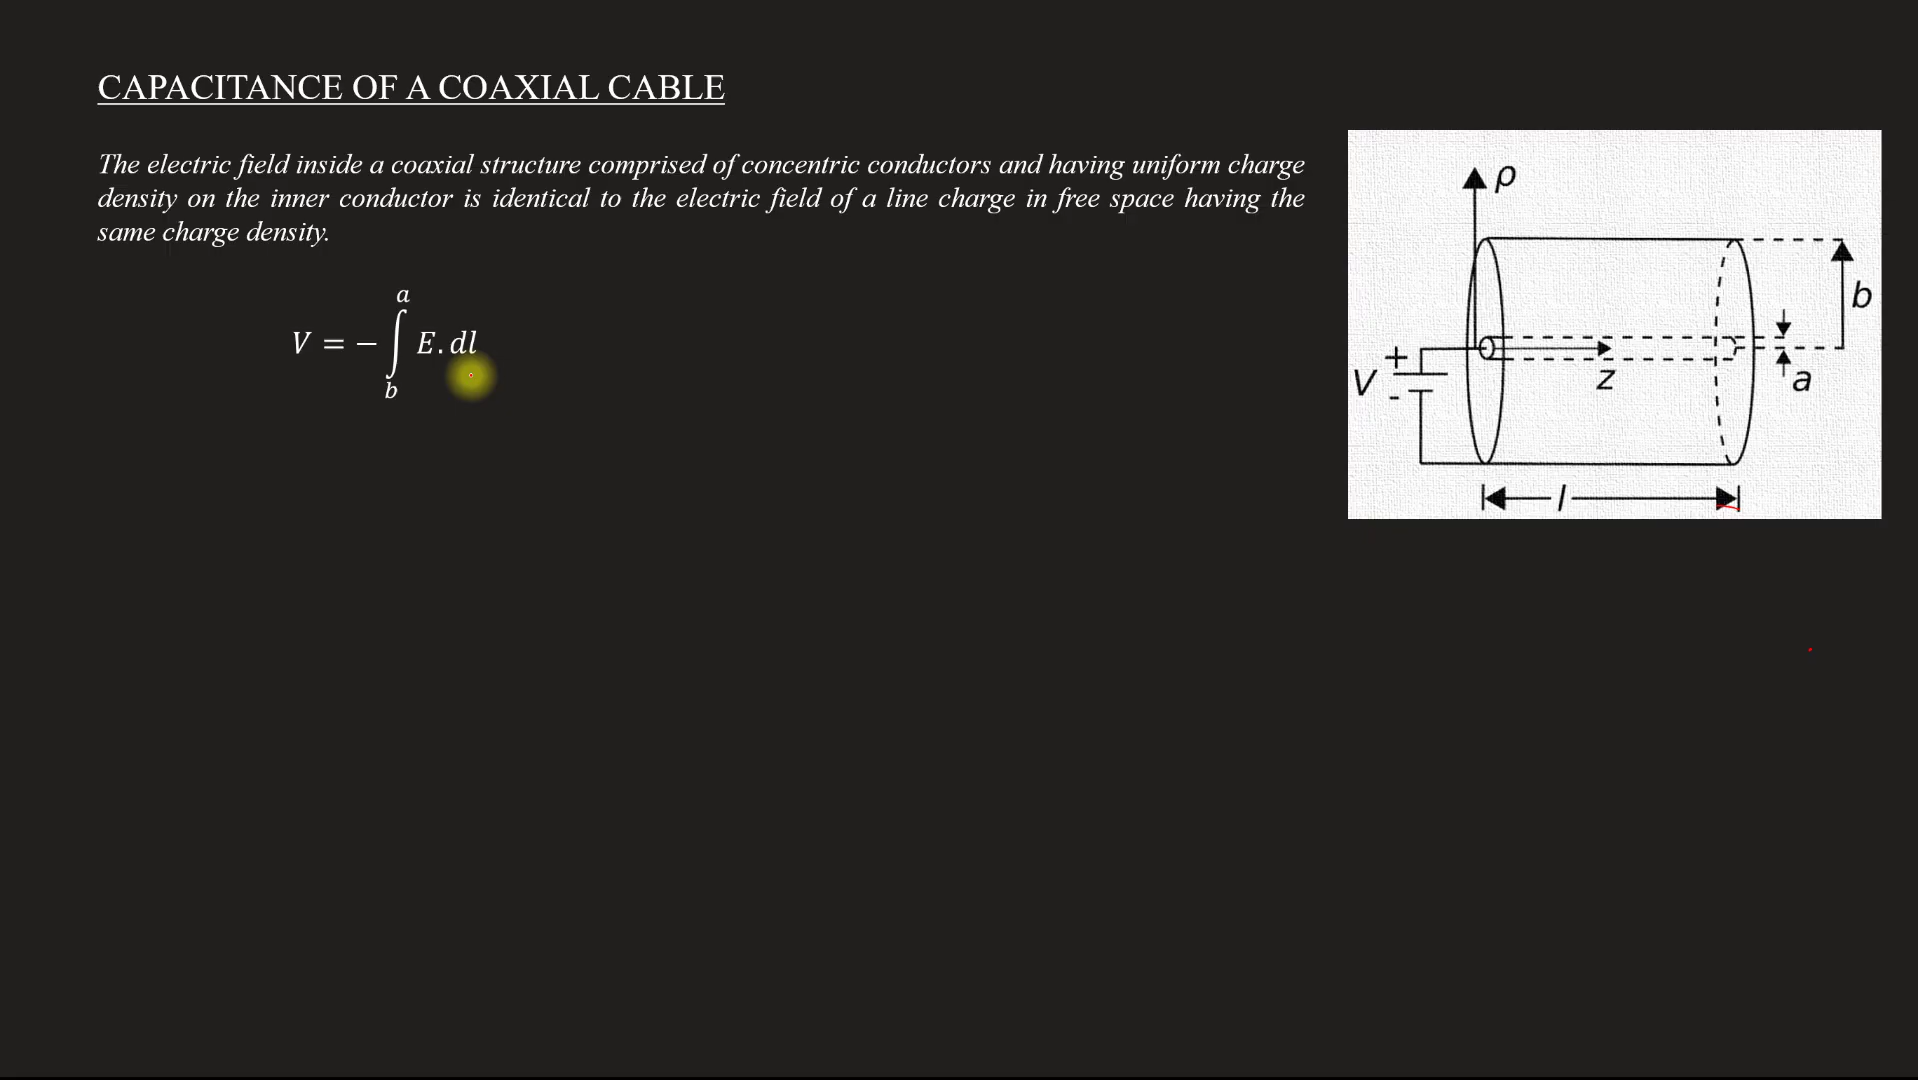 CAPACITANCE OF A COAXIAL CABLE
The electric field inside a coaxial structure comprised of concentric conductors and having uniform charge
density on the inner conductor is identical to the electric field of a line charge in free space having the
same charge density.
a
V = − ∫ E. dl
b
ρ
b
+
V
-
z
a
l